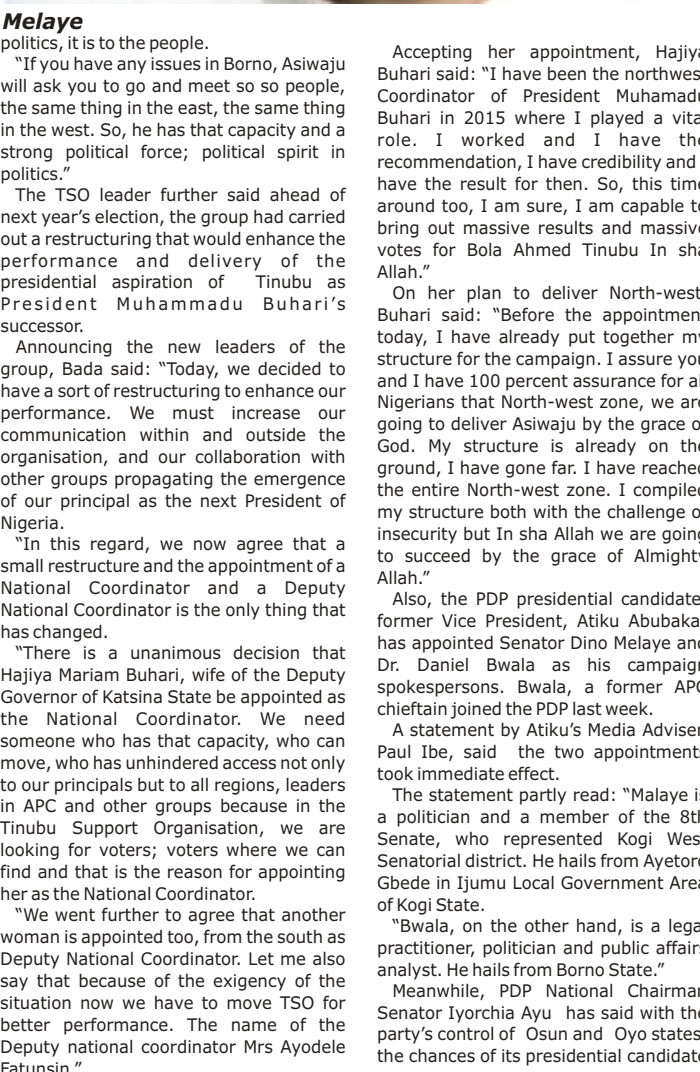 Melaye
politics, it is to the people.
“If you have any issues in Borno, Asiwaju
will ask you to go and meet so so people,
the same thing in the east, the same thing
in the west. So, he has that capacity and a
strong political force; political spirit in
politics.”
The TSO leader further said ahead of
next year’s election, the group had carried
out a restructuring that would enhance the
performance and delivery of the
presidential aspiration of Tinubu as
President Muhammadu Buhari’s
successor.
Announcing the new leaders of the
group, Bada said: “Today, we decided to
have a sort of restructuring to enhance our
performance. We must increase our
communication within and outside the
organisation, and our collaboration with
other groups propagating the emergence
of our principal as the next President of
Nigeria.
“In this regard, we now agree that a
small restructure and the appointment of a
National Coordinator and a Deputy
National Coordinator is the only thing that
has changed.
“There is a unanimous decision that
Hajiya Mariam Buhari, wife of the Deputy
Governor of Katsina State be appointed as
the National Coordinator. We need
someone who has that capacity, who can
move, who has unhindered access not only
to our principals but to all regions, leaders
in APC and other groups because in the
Tinubu Support Organisation, we are
looking for voters; voters where we can
find and that is the reason for appointing
her as the National Coordinator.
“We went further to agree that another
woman is appointed too, from the south as
Deputy National Coordinator. Let me also
say that because of the exigency of the
situation now we have to move TSO for
better performance. The name of the
Deputy national coordinator Mrs Ayodele
Fatunsin.”
Accepting her appointment, Hajiya
Buhari said: “I have been the northwes
Coordinator of President Muhamadu
Buhari in 2015 where I played a vita
role. I worked and I have the
recommendation, I have credibility and
have the result for then. So, this time
around too, I am sure, I am capable to
bring out massive results and massive
votes for Bola Ahmed Tinubu In sha
Allah.”
On her plan to deliver North-west
Buhari said: “Before the appointmen
today, I have already put together my
structure for the campaign. I assure you
and I have 100 percent assurance for al
Nigerians that North-west zone, we are
going to deliver Asiwaju by the grace o
God. My structure is already on the
ground, I have gone far. I have reached
the entire North-west zone. I compiled
my structure both with the challenge o
insecurity but In sha Allah we are going
to succeed by the grace of Almighty
Allah.”
Also, the PDP presidential candidate
former Vice President, Atiku Abubaka
has appointed Senator Dino Melaye and
Dr. Daniel Bwala as his campaign
spokespersons. Bwala, a former APC
chieftain joined the PDP last week.
A statement by Atiku’s Media Adviser
Paul Ibe, said the two appointments
took immediate effect.
The statement partly read: “Malaye is
a politician and a member of the 8th
Senate, who represented Kogi Wes
Senatorial district. He hails from Ayetoro
Gbede in Ijumu Local Government Area
of Kogi State.
“Bwala, on the other hand, is a lega
practitioner, politician and public affairs
analyst. He hails from Borno State.”
Meanwhile, PDP National Chairman
Senator Iyorchia Ayu has said with the
party’s control of Osun and Oyo states
the chances of its presidential candidate